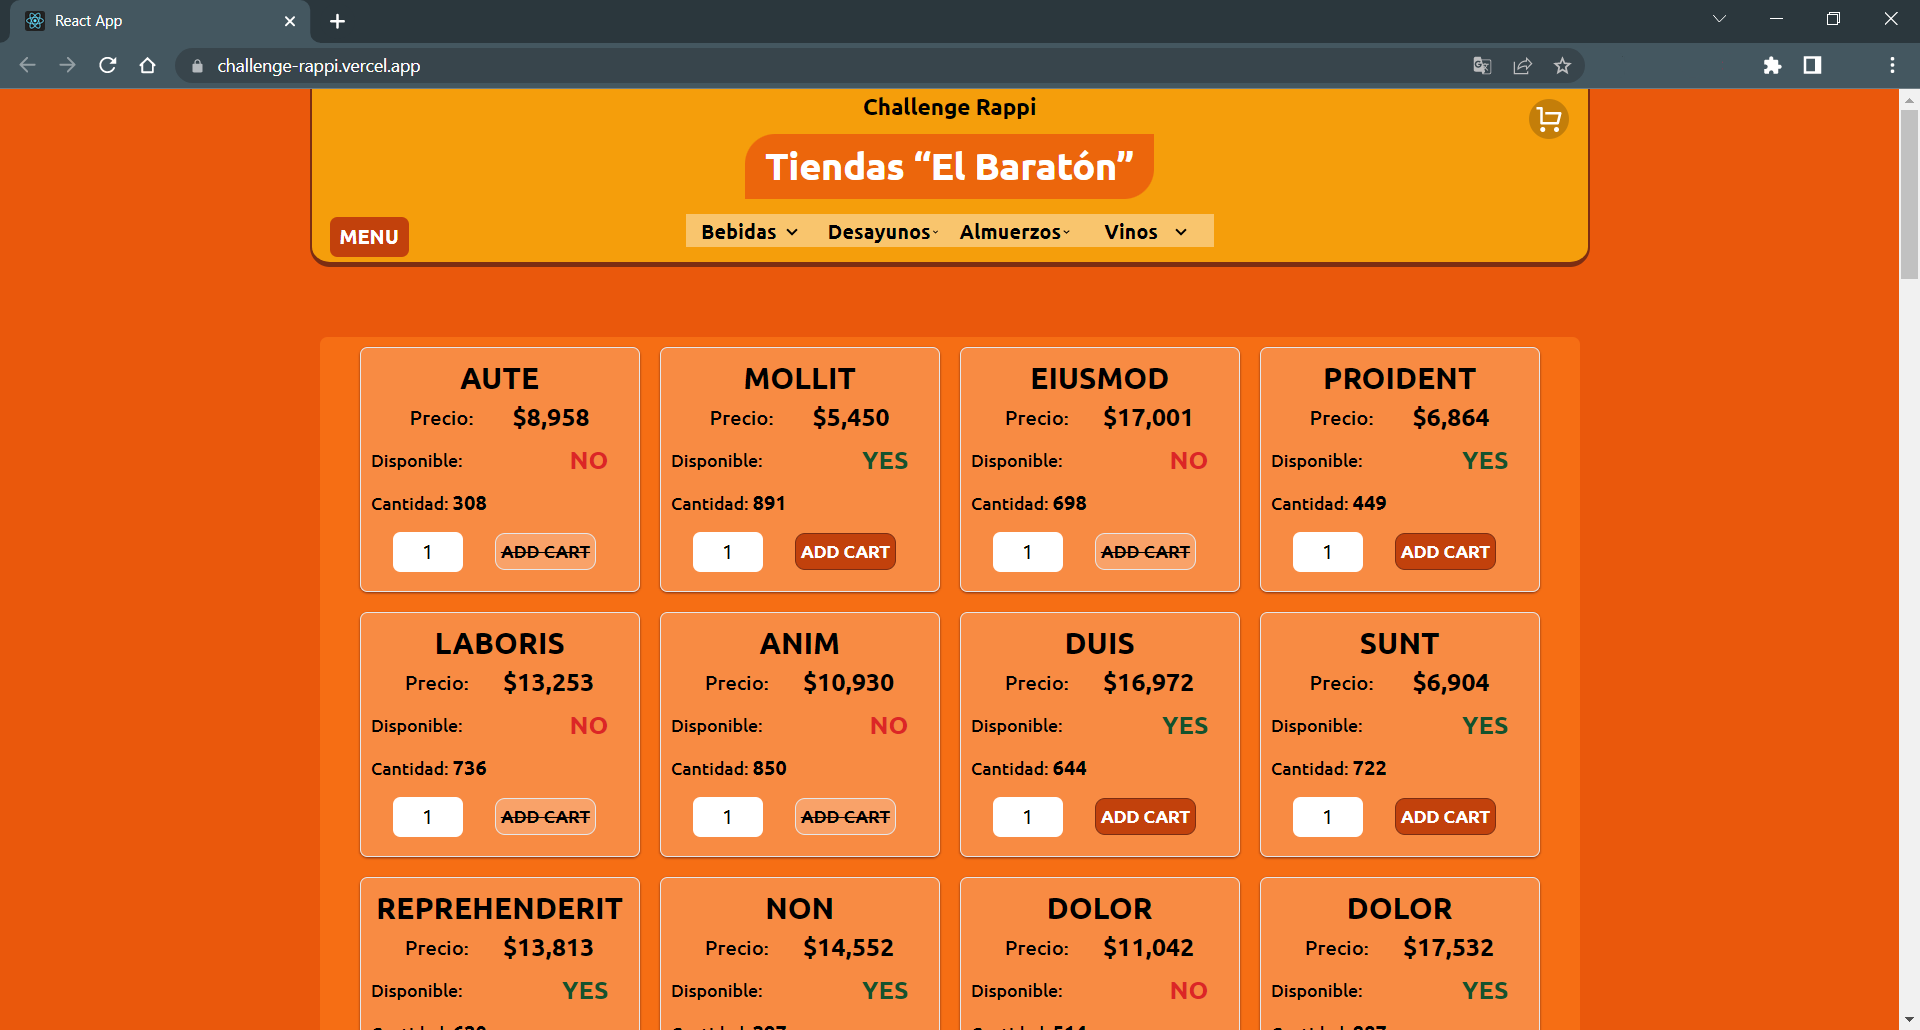 React App
challenge-rappi.vercel.app
Challenge Rappi
Tiendas “El Baratón”
MENU
Bebidas Desayunos Almuerzos Vinos
AUTE MOLLIT EIUSMOD PROIDENT
Precio: $8,958 Precio: $5,450 Precio: $17,001 Precio: $6,864
Disponible: NO Disponible: YES Disponible: NO Disponible: YES
Cantidad: 308 Cantidad: 891 Cantidad: 698 Cantidad: 449
1 ADD CART 1 ADD CART 1 ADD CART 1 ADD CART
LABORIS ANIM DUIS SUNT
Precio: $13,253 Precio: $10,930 Precio: $16,972 Precio: $6,904
Disponible: NO Disponible: NO Disponible: YES Disponible: YES
Cantidad: 736 Cantidad: 850 Cantidad: 644 Cantidad: 722
1 ADD CART 1 ADD CART 1 ADD CART 1 ADD CART
REPREHENDERIT NON DOLOR DOLOR
Precio: $13,813 Precio: $14,552 Precio: $11,042 Precio: $17,532
Disponible: YES Disponible: YES Disponible: NO Disponible: YES
Cantidad: Cantidad: Cantidad: Cantidad: